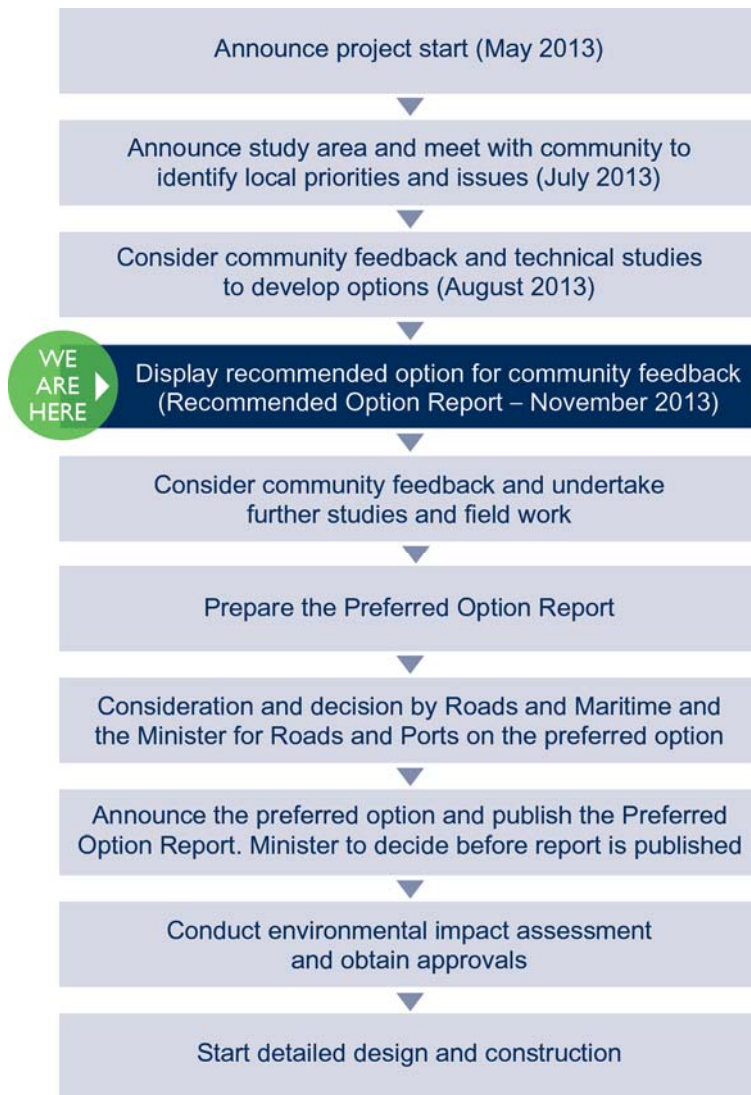 Announce project start (May 2013)
Announce study area and meet with community to
identify local priorities and issues (July 2013)
Consider community feedback and technical studies
to develop options (August 2013)
WE
ARE
HERE
Display recommended option for community feedback
(Recommended Option Report – November 2013)
Consider community feedback and undertake
further studies and field work
Prepare the Preferred Option Report
Consideration and decision by Roads and Maritime and
the Minister for Roads and Ports on the preferred option
Announce the preferred option and publish the Preferred
Option Report. Minister to decide before report is published
Conduct environmental impact assessment
and obtain approvals
Start detailed design and construction